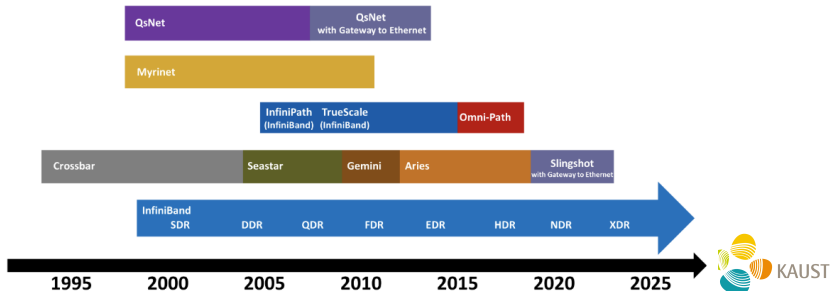 QsNet
QsNet
with Gateway to Ethernet
Myrinet
InfiniPath TrueScale
(InfiniBand) (InfiniBand)
Omni-Path
Crossbar
Seastar
Gemini
Aries
Slingshot
with Gateway to Ethernet
InfiniBand
SDR DDR QDR FDR EDR HDR NDR XDR
KAUST
1995 2000 2005 2010 2015 2020 2025